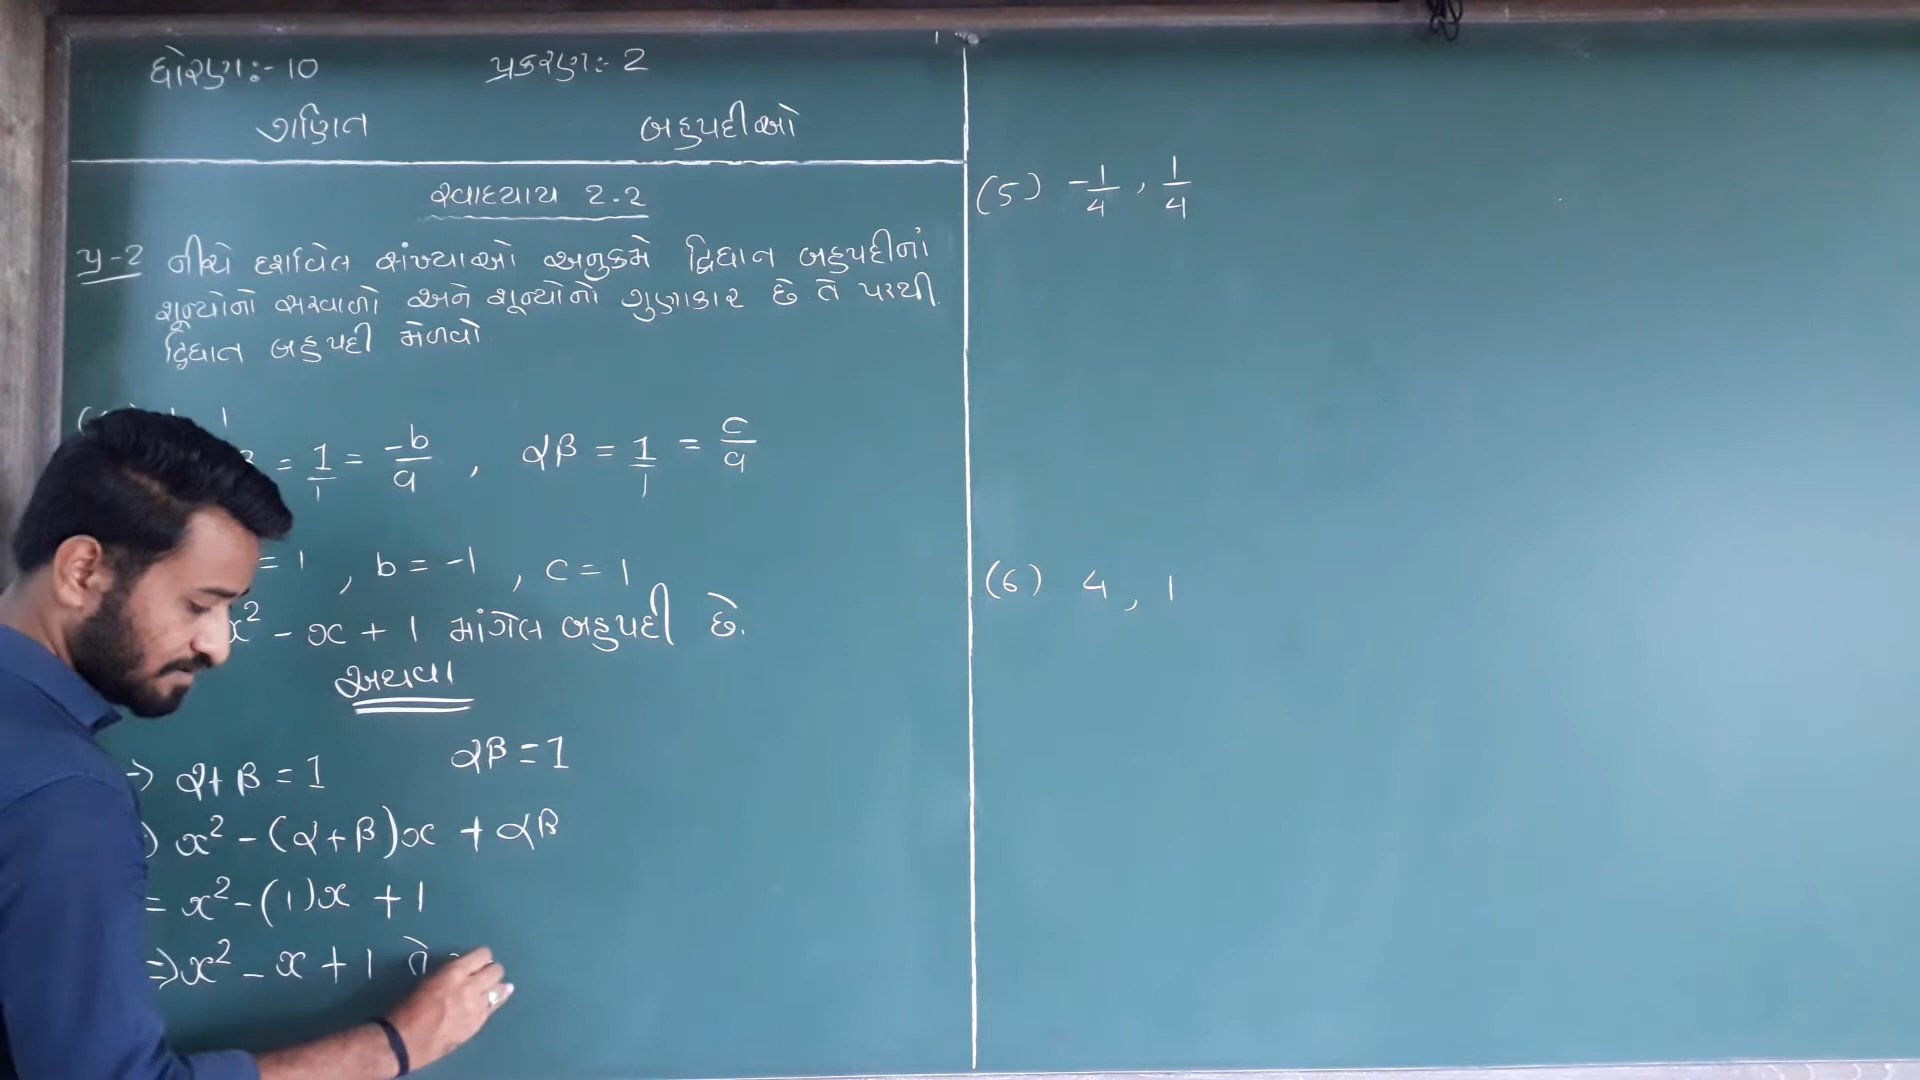 ધોરણ:- 10 પ્રકરણ:- 2
ગણિત બહુપદીઓ
સ્વાધ્યાય 2.2
પ્ર-2 નીચે દર્શાવેલ સંખ્યાઓ અનુક્રમે દ્વિઘાત બહુપદીનાં
શૂન્યોનો સરવાળો અને શૂન્યોનો ગુણાકાર છે તે પરથી
દ્વિઘાત બહુપદી મેળવો
= 1/1 = -b/a , αβ = 1/1 = c/a
= 1 , b = -1 , c = 1
x² - x + 1 માંગેલ બહુપદી છે.
અથવા
α+β = 1 αβ = 1
x² - (α+β)x + αβ
= x² - (1)x + 1
⇒ x² - x + 1 તે
(5) -1/4 , 1/4
(6) 4 , 1